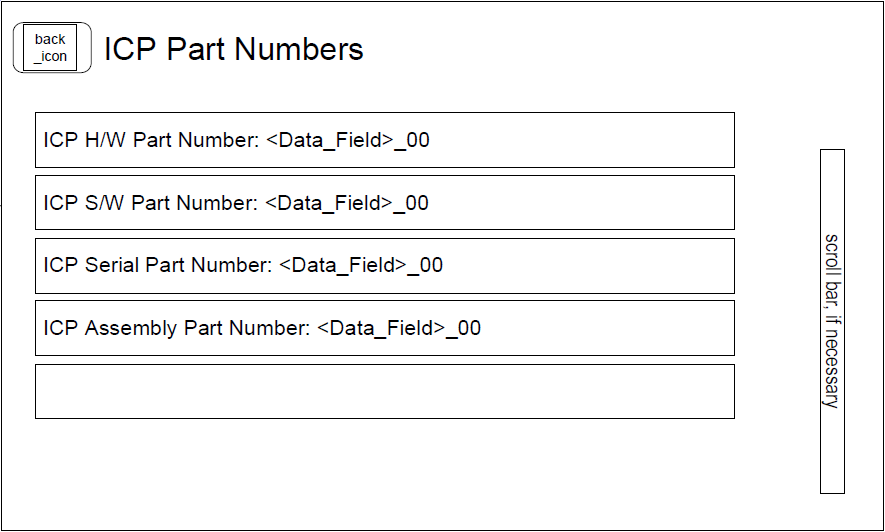 back
_icon
ICP Part Numbers
ICP H/W Part Number: <Data_Field>_00
ICP S/W Part Number: <Data_Field>_00
ICP Serial Part Number: <Data_Field>_00
ICP Assembly Part Number: <Data_Field>_00
scroll bar, if necessary